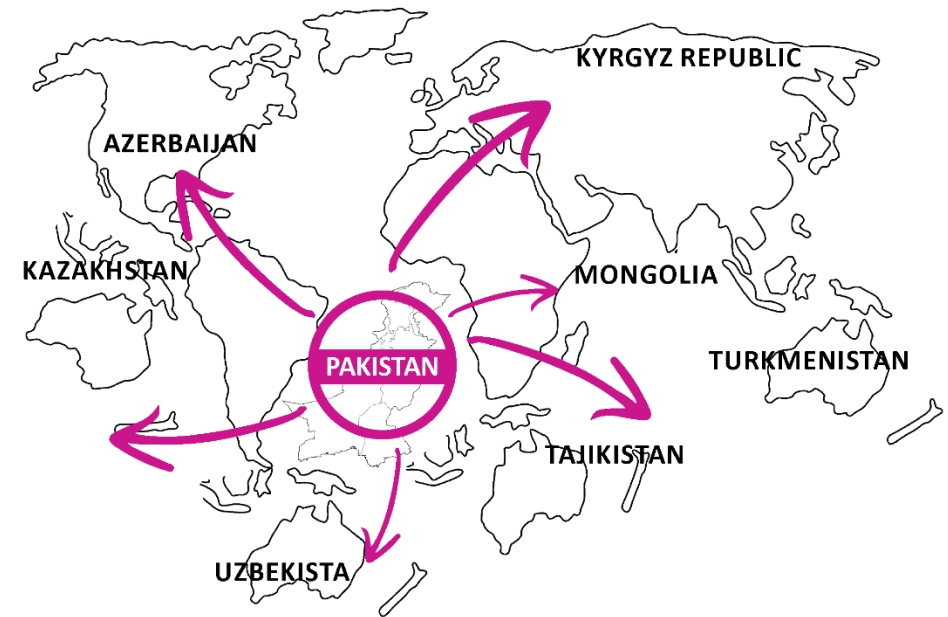 KYRGYZ REPUBLIC
AZERBAIJAN
KAZAKHSTAN
MONGOLIA
PAKISTAN
TURKMENISTAN
TAJIKISTAN
UZBEKISTA